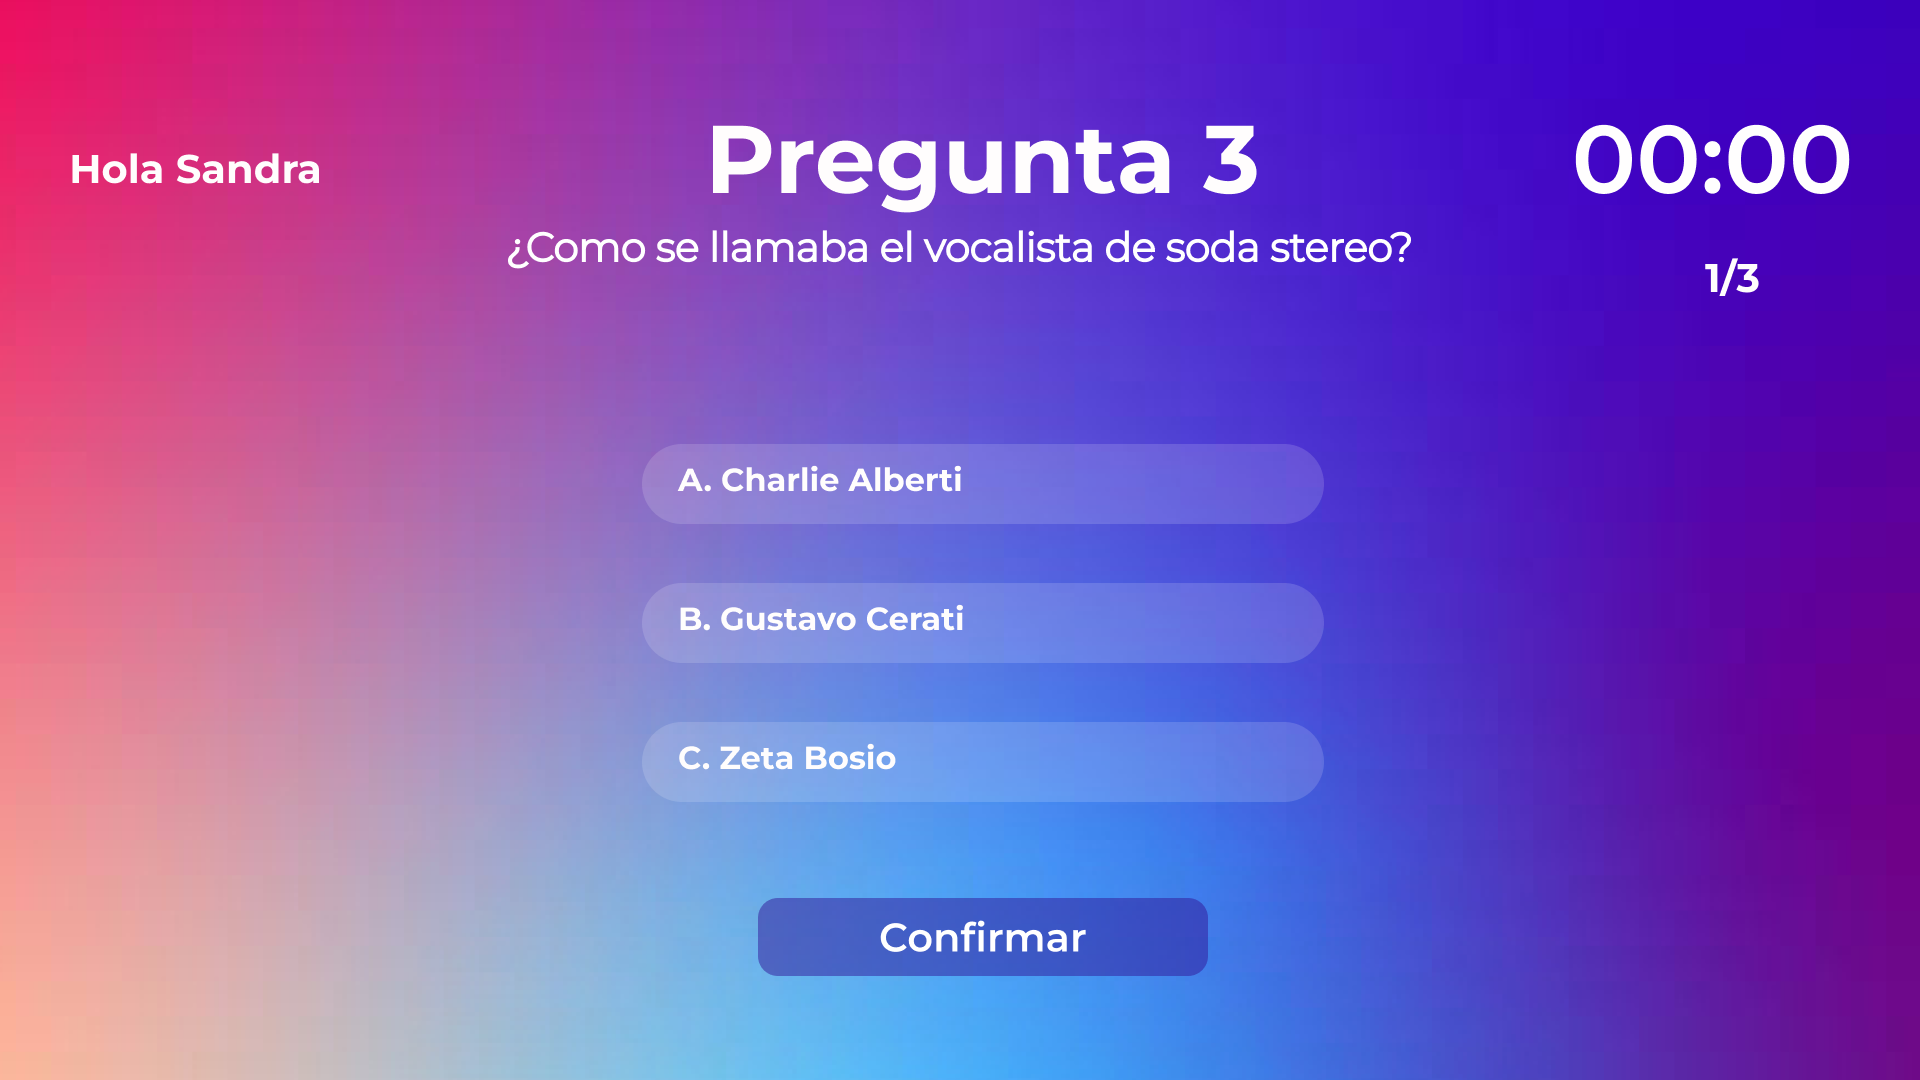 Hola Sandra
Pregunta 3
00:00
¿Como se llamaba el vocalista de soda stereo?
1/3
A. Charlie Alberti
B. Gustavo Cerati
C. Zeta Bosio
Confirmar